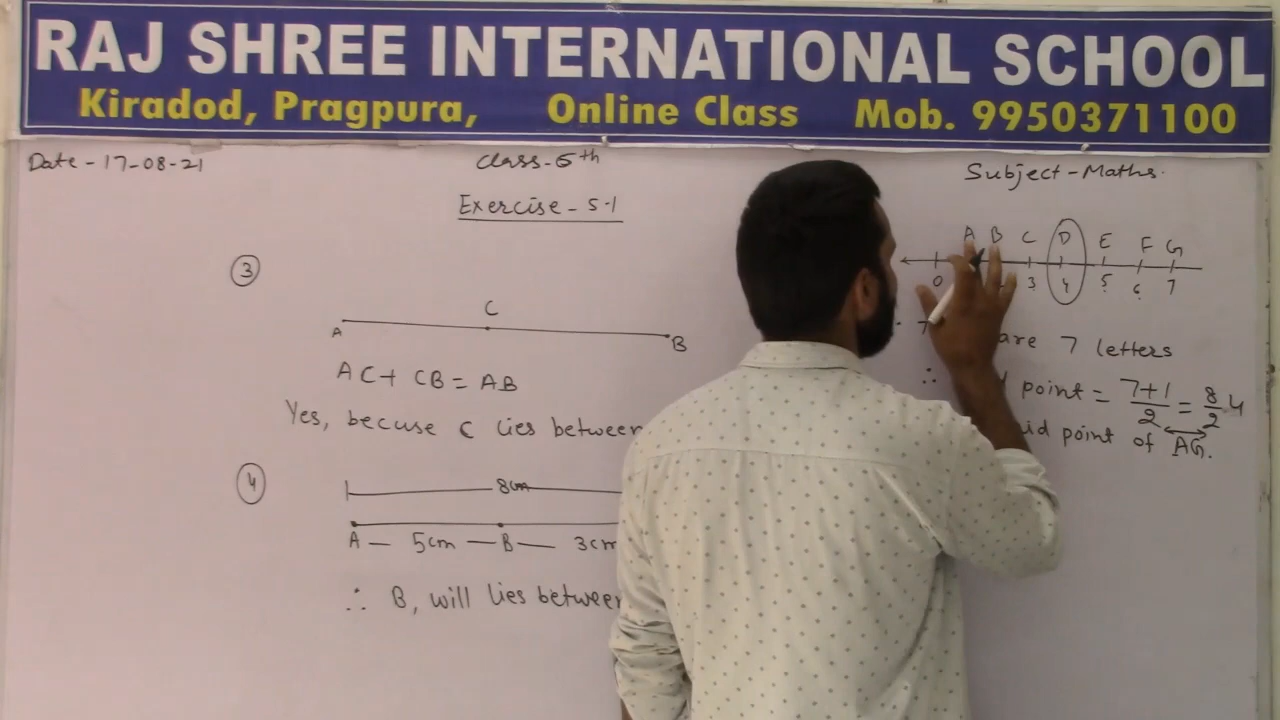 RAJ SHREE INTERNATIONAL SCHOOL
Kiradod, Pragpura, Online Class Mob. 9950371100
Date - 17-08-21
Class - 6th
Subject - Maths.
Exercise - 5.1
3
A C B
AC + CB = AB
Yes, becuse C lies between
4
8cm
A — 5cm — B — 3cm
∴ B, will lies between
A B C D E F G
0 3 4 5 6 7
are 7 letters
∴ point = 7+1/2 = 8/2 4
point of AG.